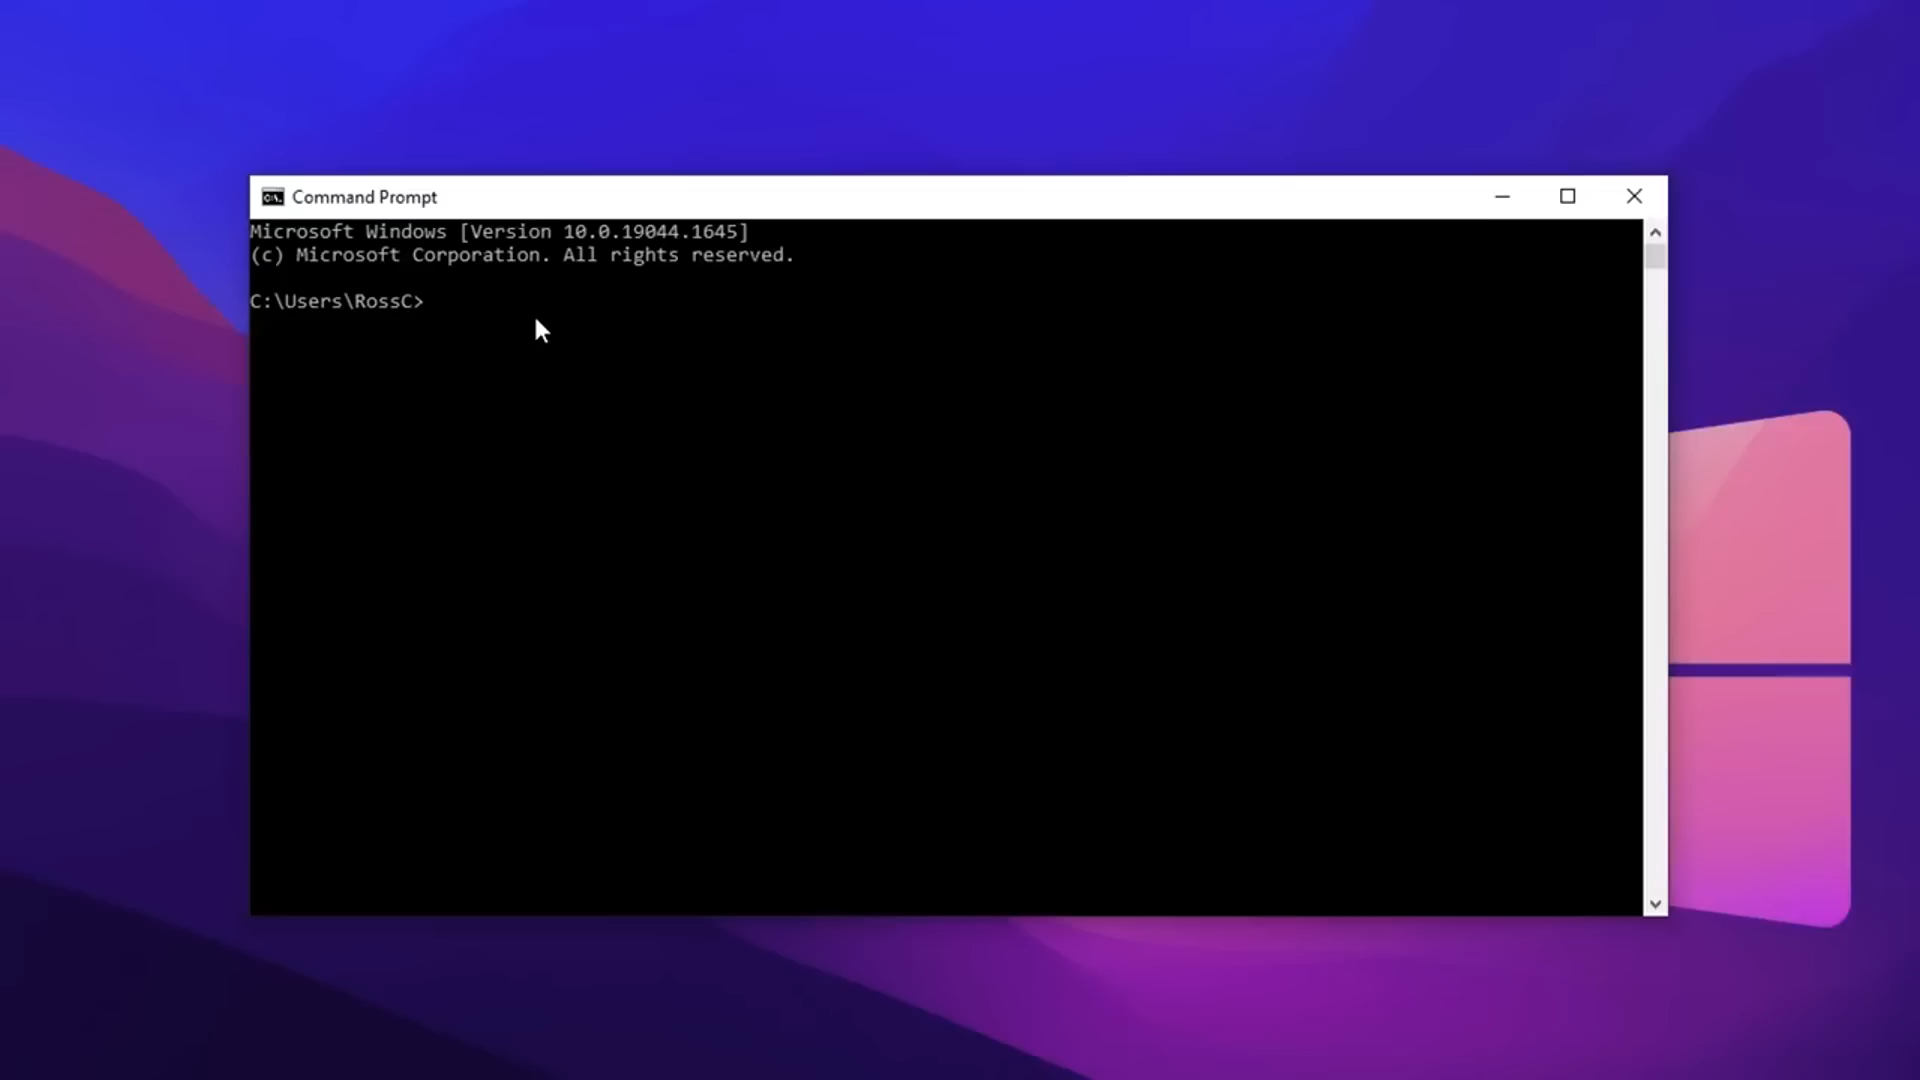 Command Prompt
Microsoft Windows [Version 10.0.19044.1645]
(c) Microsoft Corporation. All rights reserved.
C:\Users\RossC>